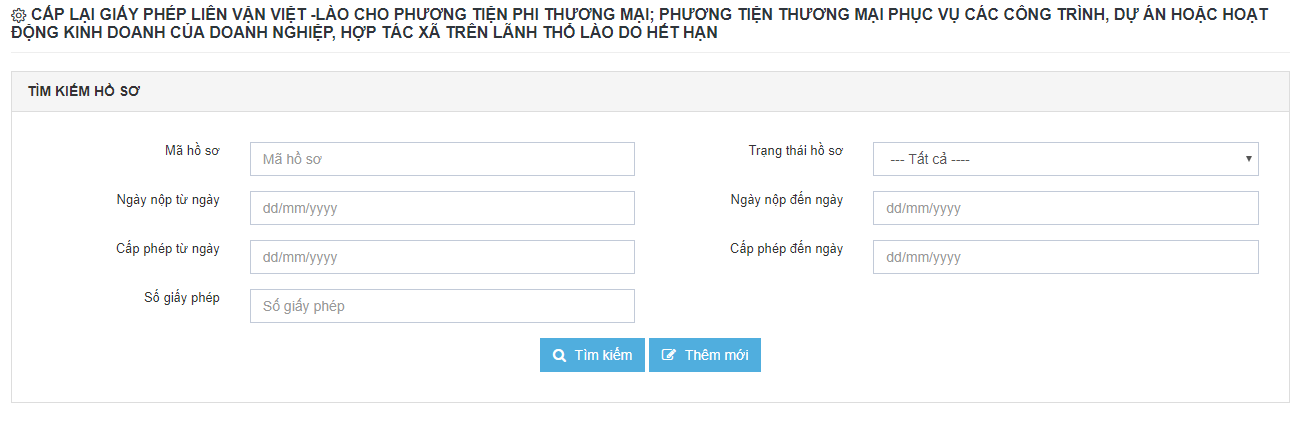 CẤP LẠI GIẤY PHÉP LIÊN VẬN VIỆT -LÀO CHO PHƯƠNG TIỆN PHI THƯƠNG MẠI; PHƯƠNG TIỆN THƯƠNG MẠI PHỤC VỤ CÁC CÔNG TRÌNH, DỰ ÁN HOẶC HOẠT
ĐỘNG KINH DOANH CỦA DOANH NGHIỆP, HỢP TÁC XÃ TRÊN LÃNH THỔ LÀO DO HẾT HẠN
TÌM KIẾM HỒ SƠ
Mã hồ sơ Mã hồ sơ Trạng thái hồ sơ --- Tất cả ----
Ngày nộp từ ngày dd/mm/yyyy Ngày nộp đến ngày dd/mm/yyyy
Cấp phép từ ngày dd/mm/yyyy Cấp phép đến ngày dd/mm/yyyy
Số giấy phép Số giấy phép
Tìm kiếm Thêm mới